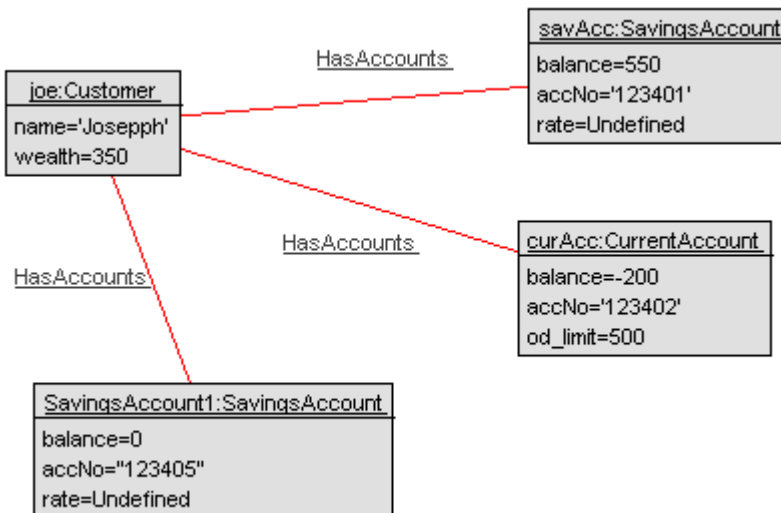 savAcc:SavingsAccount
balance=550
accNo='123401'
rate=Undefined
HasAccounts
joe:Customer
name='Josepph'
wealth=350
HasAccounts
curAcc:CurrentAccount
balance=-200
accNo='123402'
od_limit=500
HasAccounts
SavingsAccount1:SavingsAccount
balance=0
accNo="123405"
rate=Undefined